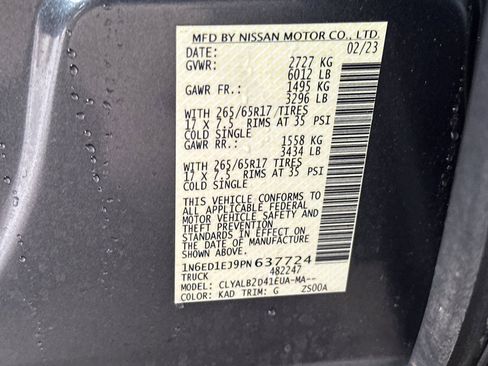 MFD BY NISSAN MOTOR CO., LTD.
DATE: 02/23
GVWR: 2727 KG
6012 LB
GAWR FR.: 1495 KG
3296 LB
WITH 265/65R17 TIRES
17 X 7.5 RIMS AT 35 PSI
COLD SINGLE
GAWR RR.: 1558 KG
3434 LB
WITH 265/65R17 TIRES
17 X 7.5 RIMS AT 35 PSI
COLD SINGLE
THIS VEHICLE CONFORMS TO
ALL APPLICABLE FEDERAL
MOTOR VEHICLE SAFETY AND
THEFT PREVENTION
STANDARDS IN EFFECT ON
THE DATE OF MANUFACTURE
SHOWN ABOVE.
1N6ED1EJ9PN637724
TRUCK 482247
MODEL: CLYALB2D41EUA-MA--
COLOR: KAD TRIM: G ZS00A